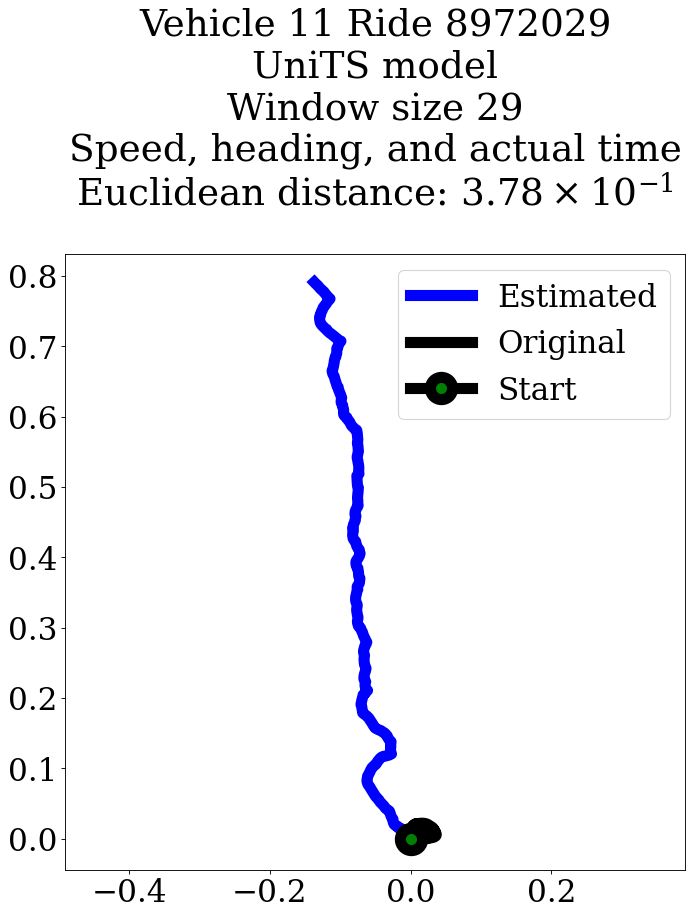 Vehicle 11 Ride 8972029
UniTS model
Window size 29
Speed, heading, and actual time
Euclidean distance: 3.78 × 10⁻¹
Estimated
Original
Start
0.8
0.7
0.6
0.5
0.4
0.3
0.2
0.1
0.0
−0.4 −0.2 0.0 0.2